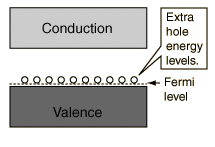 Conduction
Extra
hole
energy
levels.
Fermi
level
Valence